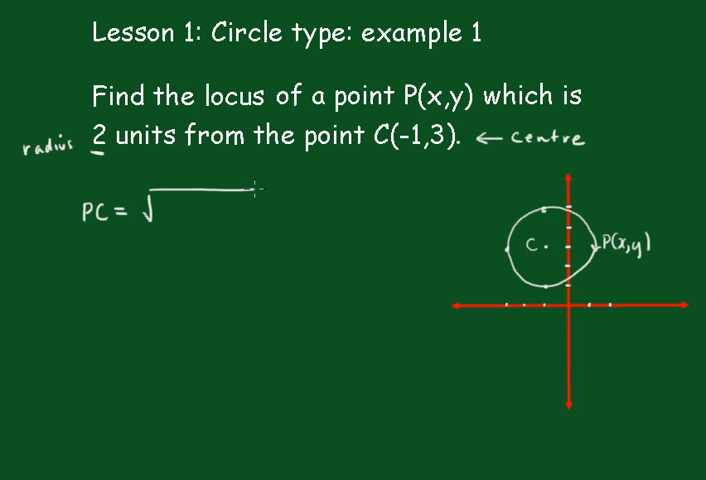 Lesson 1: Circle type: example 1
Find the locus of a point P(x,y) which is
radius 2 units from the point C(-1,3). ← centre
PC = √
C P(x,y)